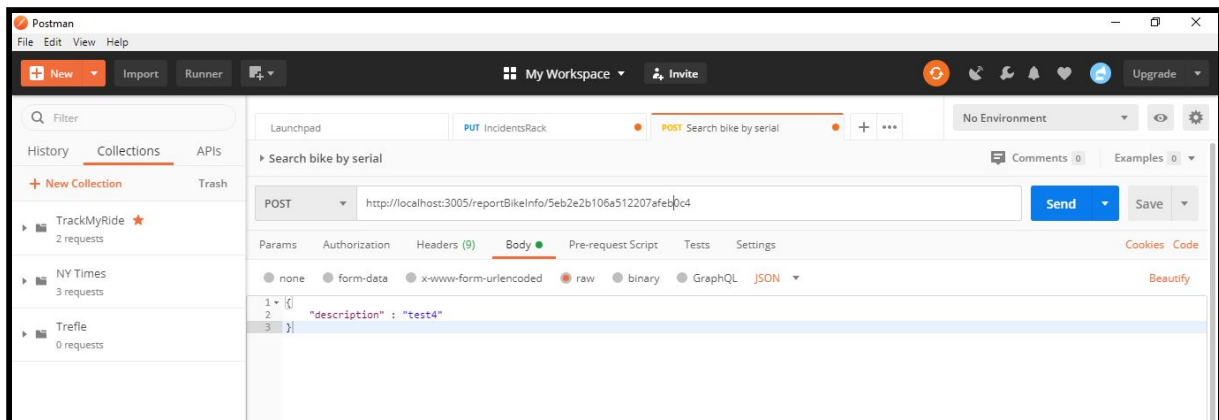 Postman
File Edit View Help
New Import Runner My Workspace Invite Upgrade
Filter
History Collections APIs
+ New Collection Trash
TrackMyRide
2 requests
NY Times
3 requests
Trefle
0 requests
Launchpad PUT IncidentsRack POST Search bike by serial + ••• No Environment
Search bike by serial Comments 0 Examples 0
POST http://localhost:3005/reportBikeInfo/5eb2e2b106a512207afeb0c4 Send Save
Params Authorization Headers (9) Body Pre-request Script Tests Settings Cookies Code
none form-data x-www-form-urlencoded raw binary GraphQL JSON Beautify
1 {
2 "description" : "test4"
3 }